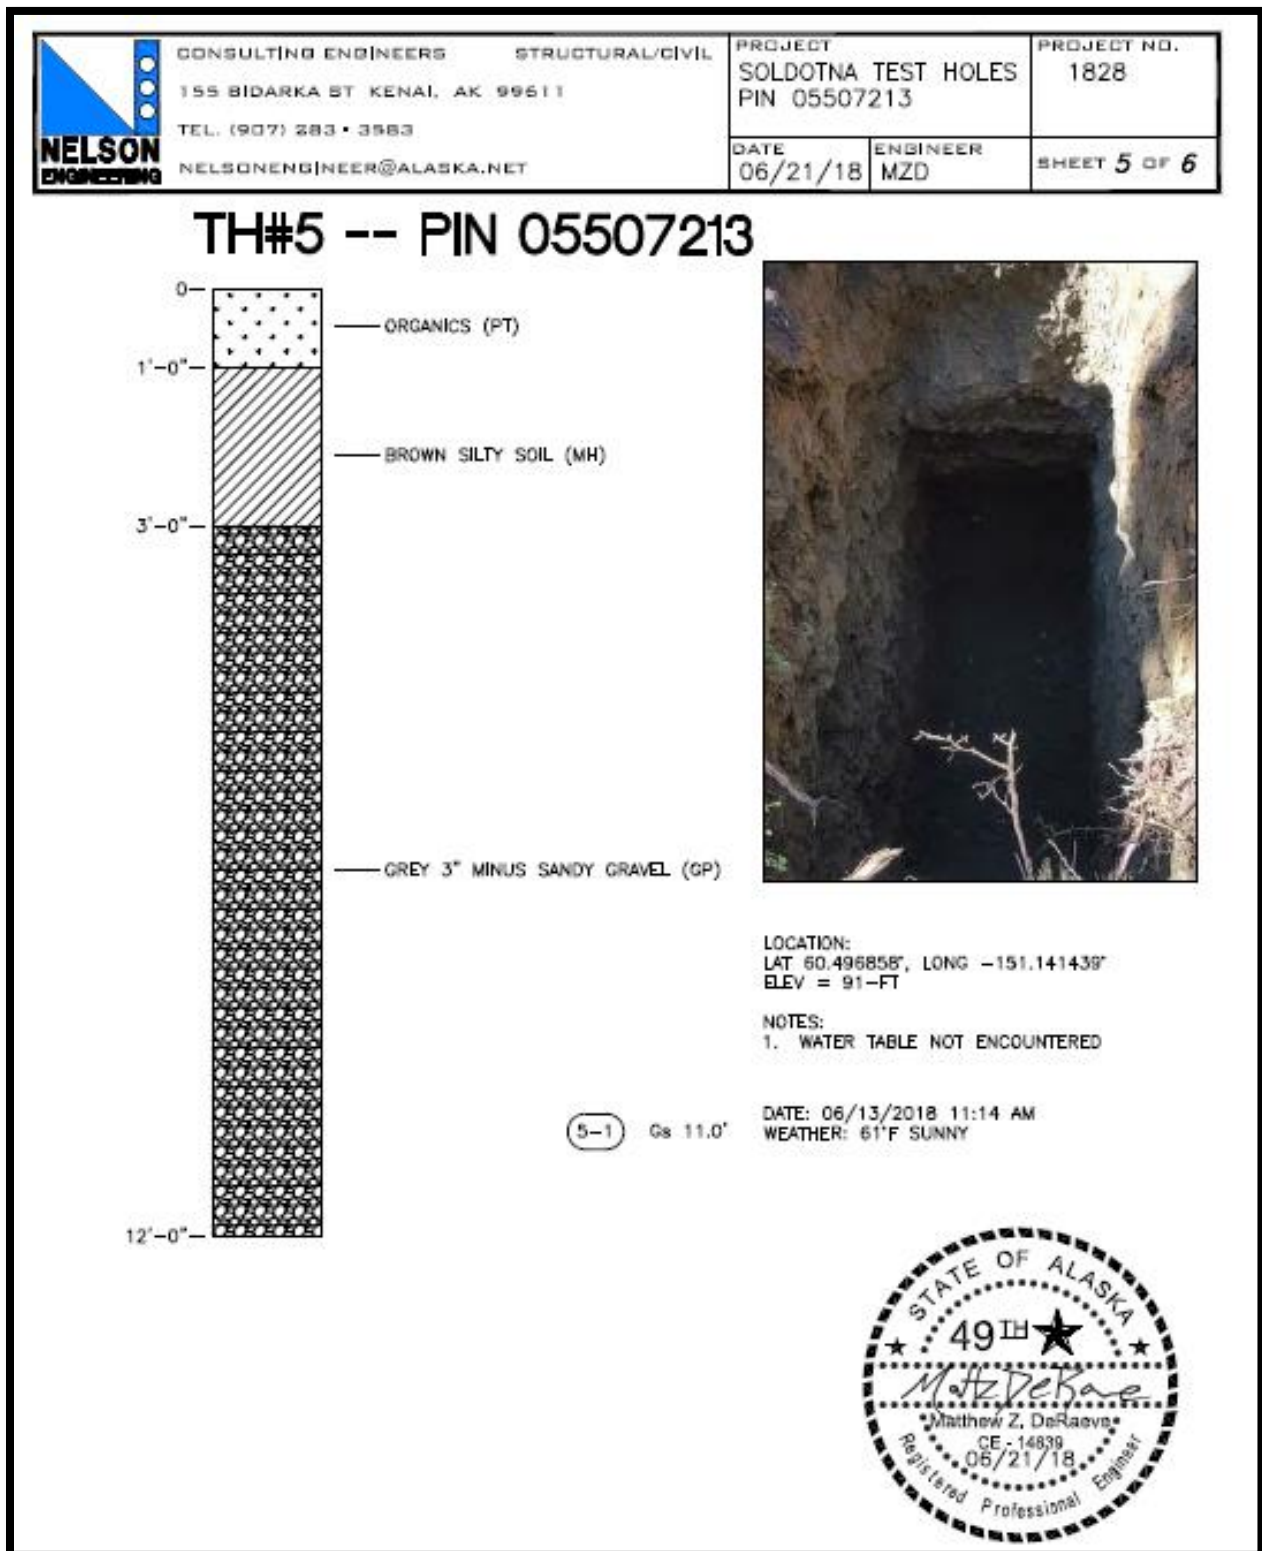 NELSON
ENGINEERING
CONSULTING ENGINEERS STRUCTURAL/CIVIL
155 BIDARKA ST KENAI, AK 99611
TEL. (907) 283 • 3583
NELSONENGINEER@ALASKA.NET
PROJECT
SOLDOTNA TEST HOLES
PIN 05507213
PROJECT NO.
1828
DATE
06/21/18
ENGINEER
MZD
SHEET 5 OF 6
TH#5 -- PIN 05507213
0
ORGANICS (PT)
1'-0"
BROWN SILTY SOIL (MH)
3'-0"
GREY 3" MINUS SANDY GRAVEL (GP)
12'-0"
5-1 Gs 11.0'
LOCATION:
LAT 60.496858°, LONG -151.141439°
ELEV = 91-FT
NOTES:
1. WATER TABLE NOT ENCOUNTERED
DATE: 06/13/2018 11:14 AM
WEATHER: 61°F SUNNY
STATE OF ALASKA
49TH
Matthew Z. DeRaeve
CE - 14839
06/21/18
Registered Professional Engineer